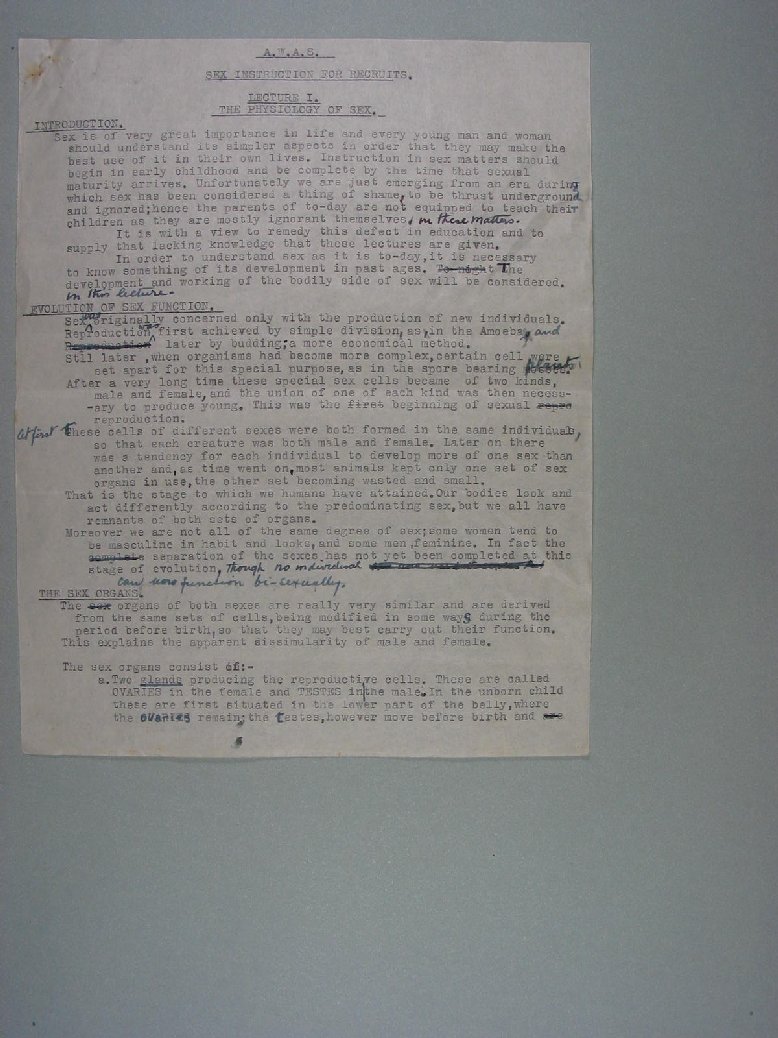 A.W.A.S.
SEX INSTRUCTION FOR RECRUITS.
LECTURE I.
THE PHYSIOLOGY OF SEX.
INTRODUCTION.
Sex is of very great importance in life and every young man and woman
should understand its simpler aspects in order that they may make the
best use of it in their own lives. Instruction in sex matters should
begin in early childhood and be complete by the time that sexual
maturity arrives. Unfortunately we are just emerging from an era during
which sex has been considered a thing of shame, to be thrust underground
and ignored;hence the parents of to-day are not equipped to teach their
children as they are mostly ignorant themselves, on these matters.
It is with a view to remedy this defect in education and to
supply that lacking knowledge that these lectures are given.
In order to understand sex as it is to-day,it is necessary
to know something of its development in past ages. To-night The
development and working of the bodily side of sex will be considered.
in this lecture.
EVOLUTION OF SEX FUNCTION.
Sex was originally concerned only with the production of new individuals.
Reproduction was first achieved by simple division, as, in the Amoeba, and
Reproduction later by budding;a more economical method.
Still later ,when organisms had become more complex,certain cell were
set apart for this special purpose,as in the spore bearing plants.
After a very long time these special sex cells became of two kinds,
male and female, and the union of one of each kind was then necess-
-ary to produce young. This was the first beginning of sexual repro
reproduction.
At first These cells of different sexes were both formed in the same individuals,
so that each creature was both male and female. Later on there
was a tendency for each individual to develop more of one sex than
another and, as time went on, most animals kept only one set of sex
organs in use,the other set becoming wasted and small.
That is the stage to which we humans have attained.Our bodies look and
act differently according to the predominating sex,but we all have
remnants of both sets of organs.
Moreover we are not all of the same degree of sex;some women tend to
be masculine in habit and looks, and some men,feminine. In fact the
complete separation of the sexes has not yet been completed at this
stage of evolution, though no individual
can now function bi-sexually.
THE SEX ORGANS.
The sex organs of both sexes are really very similar and are derived
from the same sets of cells,being modified in some ways during the
period before birth,so that they may best carry out their function.
This explains the apparent sissimularity of male and female.
The sex organs consist of:-
a.Two glands producing the reproductive cells. These are called
OVARIES in the female and TESTES in the male. In the unborn child
these are first situated in the lower part of the belly,where
the OVARIES remain; the testes,however move before birth and are